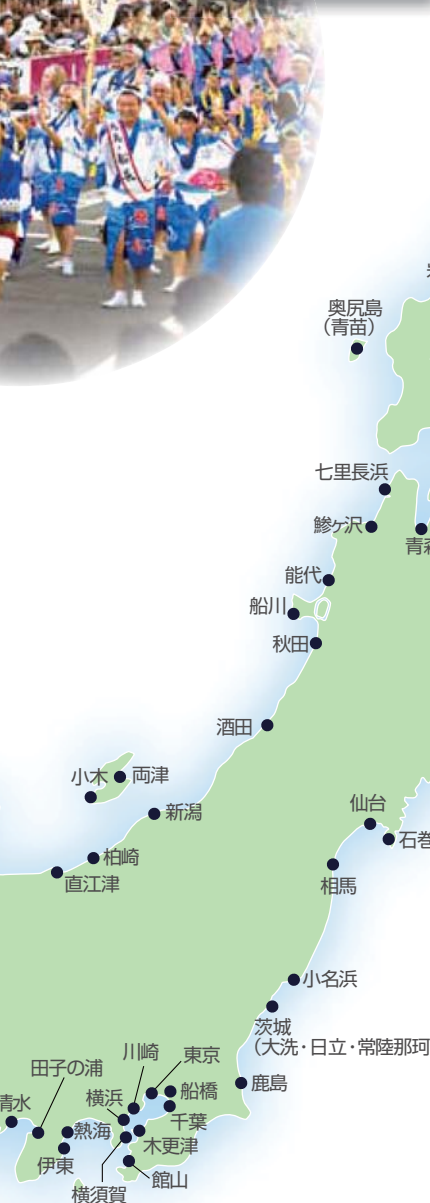 奥尻島
（青苗）
七里長浜
鰺ヶ沢
能代
船川
秋田
酒田
小木
両津
新潟
柏崎
直江津
仙台
相馬
小名浜
茨城
（大洗・日立・常陸那珂
田子の浦
川崎
東京
横浜
船橋
鹿島
千葉
清水
熱海
木更津
伊東
館山
横須賀